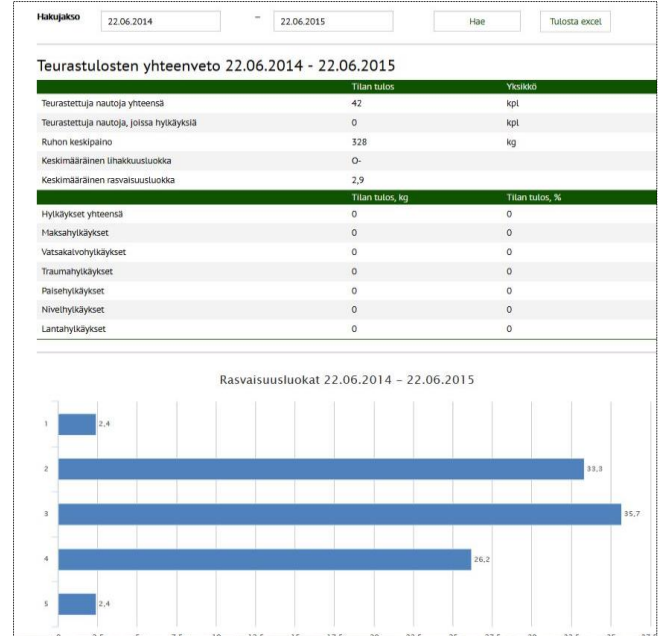 Hakujakso 22.06.2014 – 22.06.2015 Hae Tulosta excel
Teurastulosten yhteenveto 22.06.2014 - 22.06.2015
Tilan tulos Yksikkö
Teurastettuja nautoja yhteensä 42 kpl
Teurastettuja nautoja, joissa hylkäyksiä 0 kpl
Ruhon keskipaino 328 kg
Keskimääräinen lihakkuusluokka O-
Keskimääräinen rasvaisuusluokka 2,9
Tilan tulos, kg Tilan tulos, %
Hylkäykset yhteensä 0 0
Maksahylkäykset 0 0
Vatsakalvohylkäykset 0 0
Traumahylkäykset 0 0
Paisehylkäykset 0 0
Nivelhylkäykset 0 0
Lantahylkäykset 0 0
Rasvaisuusluokat 22.06.2014 – 22.06.2015
1 2,4
2 33,3
3 35,7
4 26,2
5 2,4